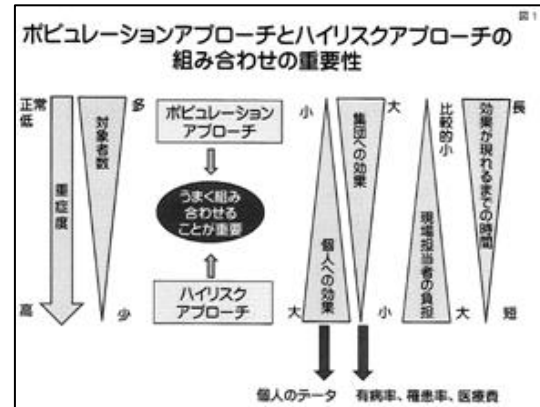 図1
ポピュレーションアプローチとハイリスクアプローチの
組み合わせの重要性
正常
低
多
対象者数
重症度
高
少
ポピュレーション
アプローチ
うまく組み
合わせる
ことが重要
ハイリスク
アプローチ
小
個人への効果
大
大
集団への効果
小
比較的小
現場担当者の負担
大
長
効果が現れるまでの時間
短
個人のデータ
有病率、罹患率、医療費